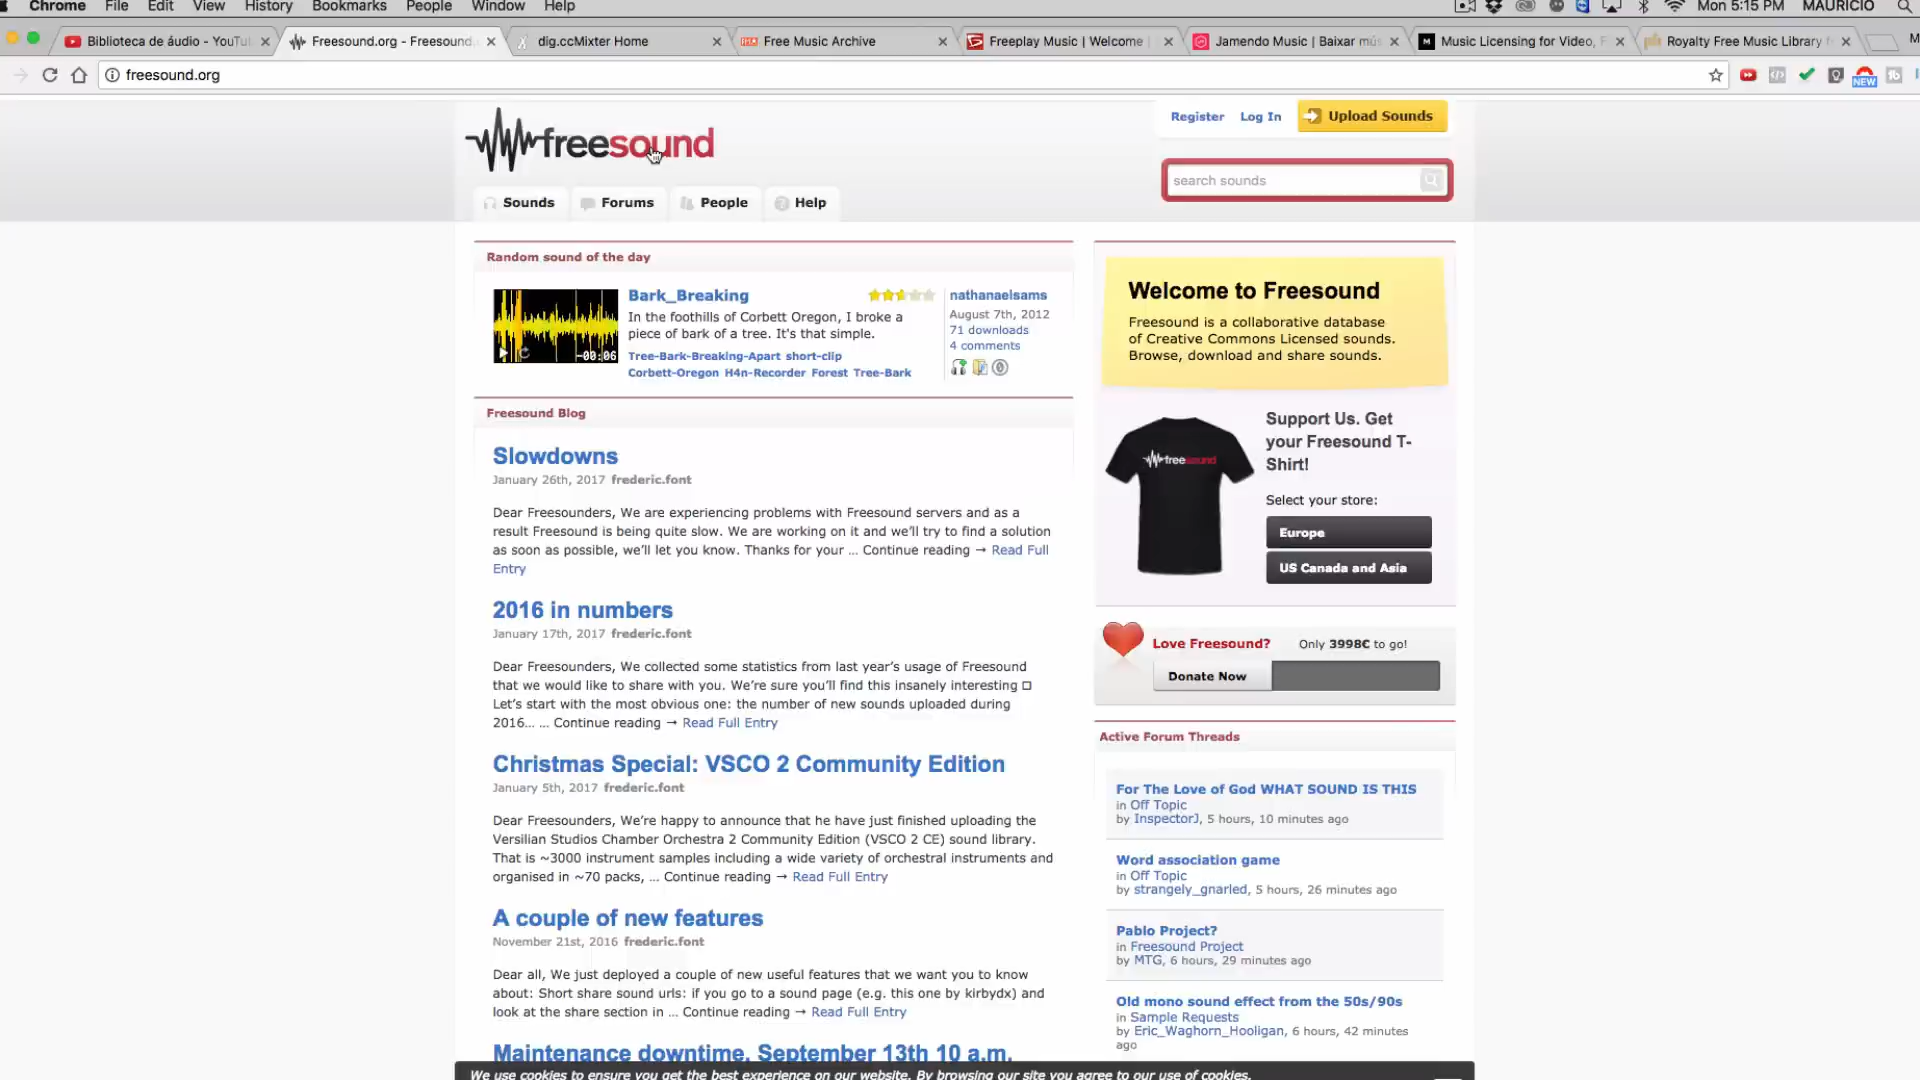 Chrome File Edit View History Bookmarks People Window Help Mon 5:15 PM MAURICIO
Biblioteca de áudio - YouTu
Freesound.org - Freesound
dig.ccMixter Home
Free Music Archive
Freeplay Music | Welcome
Jamendo Music | Baixar mús
Music Licensing for Video, F
Royalty Free Music Library f
freesound.org
NEW
freesound
Register Log In Upload Sounds
search sounds
Sounds Forums People Help
Random sound of the day
Bark_Breaking
In the foothills of Corbett Oregon, I broke a
piece of bark of a tree. It's that simple.
Tree-Bark-Breaking-Apart short-clip
Corbett-Oregon H4n-Recorder Forest Tree-Bark
-00:06
nathanaelsams
August 7th, 2012
71 downloads
4 comments
Freesound Blog
Slowdowns
January 26th, 2017 frederic.font
Dear Freesounders, We are experiencing problems with Freesound servers and as a
result Freesound is being quite slow. We are working on it and we'll try to find a solution
as soon as possible, we'll let you know. Thanks for your ... Continue reading → Read Full
Entry
2016 in numbers
January 17th, 2017 frederic.font
Dear Freesounders, We collected some statistics from last year's usage of Freesound
that we would like to share with you. We're sure you'll find this insanely interesting
Let's start with the most obvious one: the number of new sounds uploaded during
2016... ... Continue reading → Read Full Entry
Christmas Special: VSCO 2 Community Edition
January 5th, 2017 frederic.font
Dear Freesounders, We're happy to announce that he have just finished uploading the
Versilian Studios Chamber Orchestra 2 Community Edition (VSCO 2 CE) sound library.
That is ~3000 instrument samples including a wide variety of orchestral instruments and
organised in ~70 packs, ... Continue reading → Read Full Entry
A couple of new features
November 21st, 2016 frederic.font
Dear all, We just deployed a couple of new useful features that we want you to know
about: Short share sound urls: if you go to a sound page (e.g. this one by kirbydx) and
look at the share section in ... Continue reading → Read Full Entry
Maintenance downtime, September 13th 10 a.m.
Welcome to Freesound
Freesound is a collaborative database
of Creative Commons Licensed sounds.
Browse, download and share sounds.
freesound
Support Us. Get
your Freesound T-
Shirt!
Select your store:
Europe
US Canada and Asia
Love Freesound? Only 3998€ to go!
Donate Now
Active Forum Threads
For The Love of God WHAT SOUND IS THIS
in Off Topic
by InspectorJ, 5 hours, 10 minutes ago
Word association game
in Off Topic
by strangely_gnarled, 5 hours, 26 minutes ago
Pablo Project?
in Freesound Project
by MTG, 6 hours, 29 minutes ago
Old mono sound effect from the 50s/90s
in Sample Requests
by Eric_Waghorn_Hooligan, 6 hours, 42 minutes
ago
We use cookies to ensure you get the best experience on our website. By browsing our site you agree to our use of cookies.